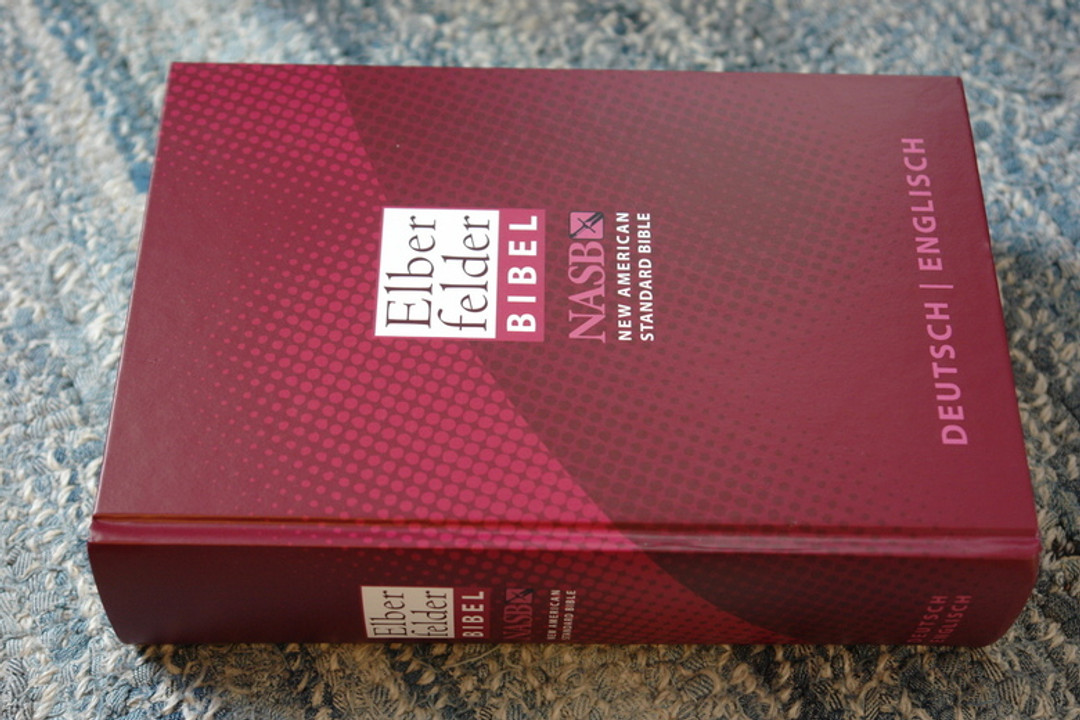 Elber
felder
BIBEL
NASB
NEW AMERICAN
STANDARD BIBLE
DEUTSCH | ENGLISCH
Elber
felder
BIBEL
NASB
NEW AMERICAN
STANDARD BIBLE
DEUTSCH
ENGLISCH